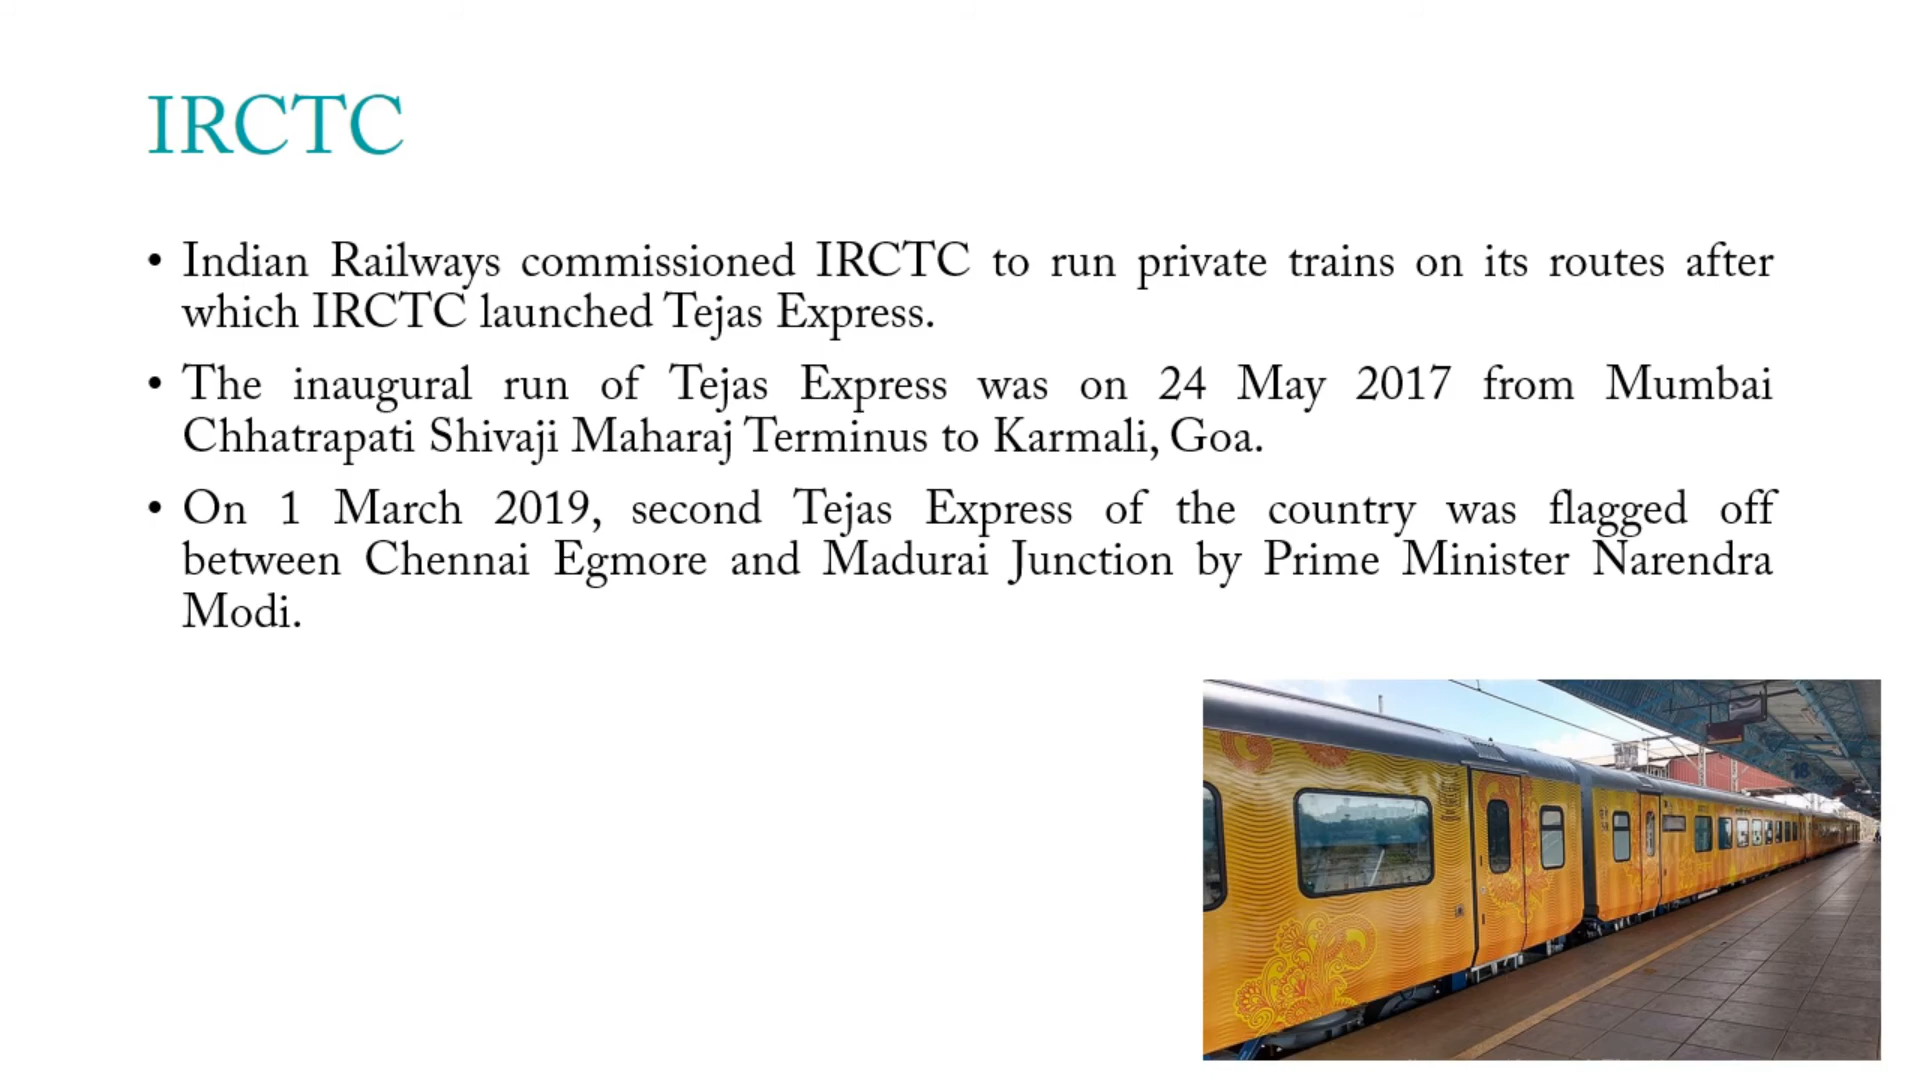 IRCTC
• Indian Railways commissioned IRCTC to run private trains on its routes after
which IRCTC launched Tejas Express.
• The inaugural run of Tejas Express was on 24 May 2017 from Mumbai
Chhatrapati Shivaji Maharaj Terminus to Karmali, Goa.
• On 1 March 2019, second Tejas Express of the country was flagged off
between Chennai Egmore and Madurai Junction by Prime Minister Narendra
Modi.
18